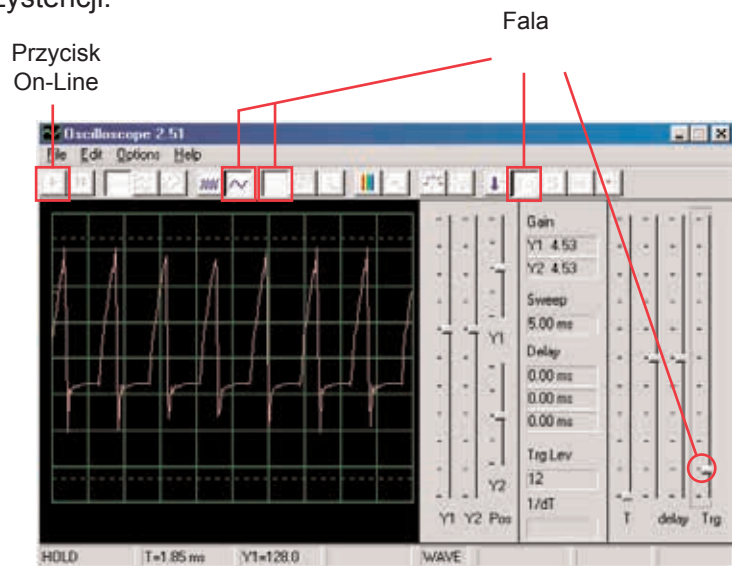 zystencji.
Fala
Przycisk
On-Line
Oscilloscope 2.51
File Edit Options Help
Gain
Y1 4.53
Y2 4.53
Sweep
5.00 ms
Delay
0.00 ms
0.00 ms
0.00 ms
Trg Lev
12
1/dT
Y1
Y2
Y1 Y2 Pos
T delay Trg
HOLD T=1.85 ms Y1=128.0 WAVE